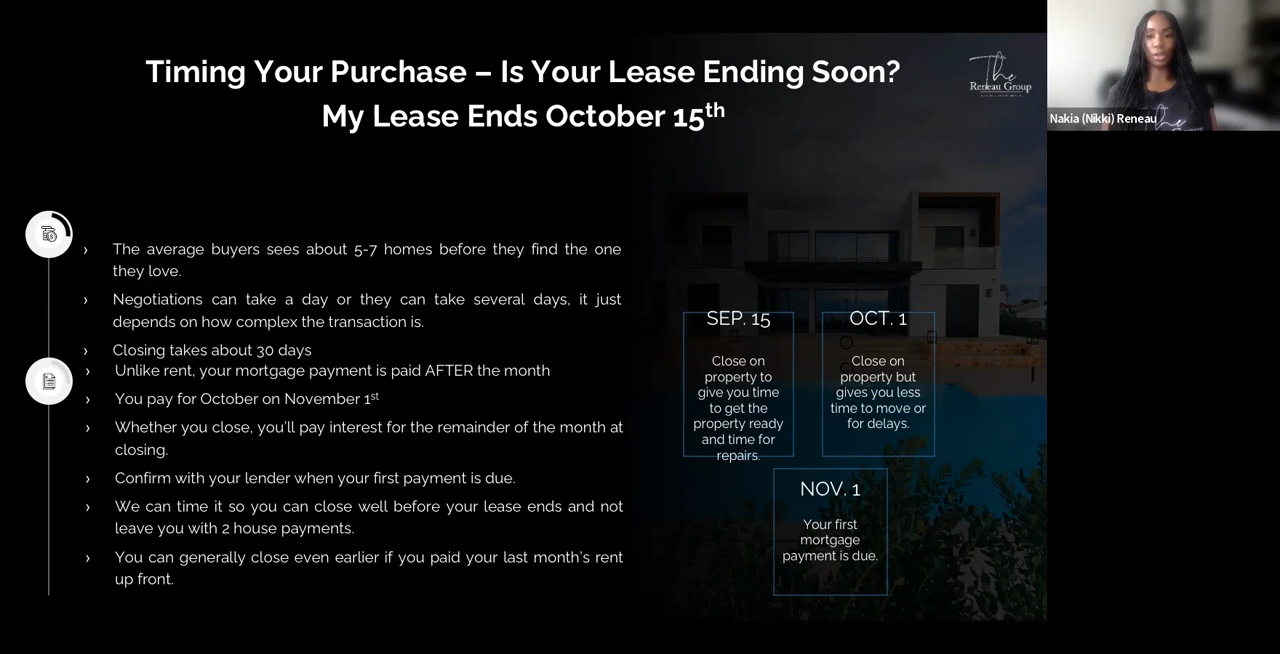 Timing Your Purchase – Is Your Lease Ending Soon?
My Lease Ends October 15th
The
Reneau Group
Nakia (Nikki) Reneau
› The average buyers sees about 5-7 homes before they find the one
they love.
› Negotiations can take a day or they can take several days, it just
depends on how complex the transaction is.
› Closing takes about 30 days
› Unlike rent, your mortgage payment is paid AFTER the month
› You pay for October on November 1st
› Whether you close, you'll pay interest for the remainder of the month at
closing.
› Confirm with your lender when your first payment is due.
› We can time it so you can close well before your lease ends and not
leave you with 2 house payments.
› You can generally close even earlier if you paid your last month's rent
up front.
SEP. 15
Close on
property to
give you time
to get the
property ready
and time for
repairs.
OCT. 1
Close on
property but
gives you less
time to move or
for delays.
NOV. 1
Your first
mortgage
payment is due.
The